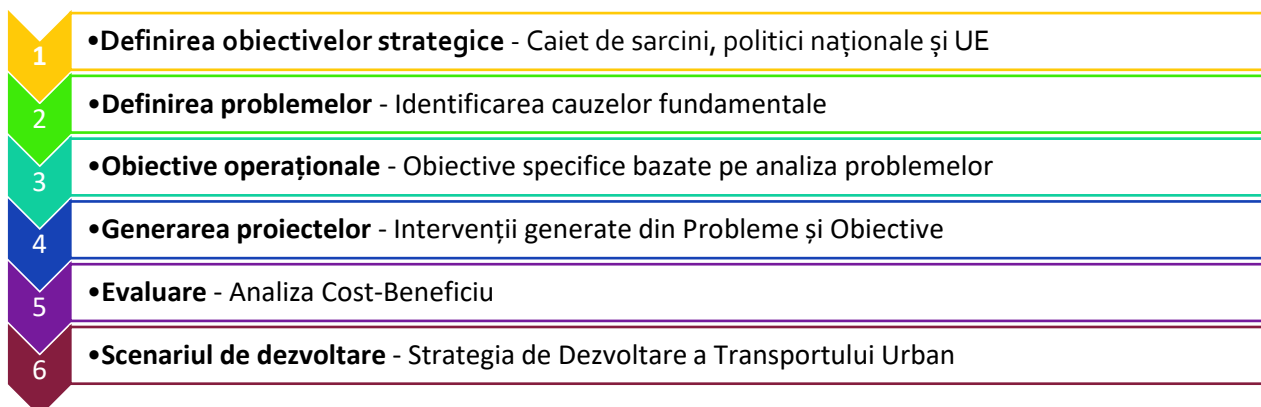 1 •Definirea obiectivelor strategice - Caiet de sarcini, politici naționale și UE
2 •Definirea problemelor - Identificarea cauzelor fundamentale
3 •Obiective operaționale - Obiective specifice bazate pe analiza problemelor
4 •Generarea proiectelor - Intervenții generate din Probleme și Obiective
5 •Evaluare - Analiza Cost-Beneficiu
6 •Scenariul de dezvoltare - Strategia de Dezvoltare a Transportului Urban